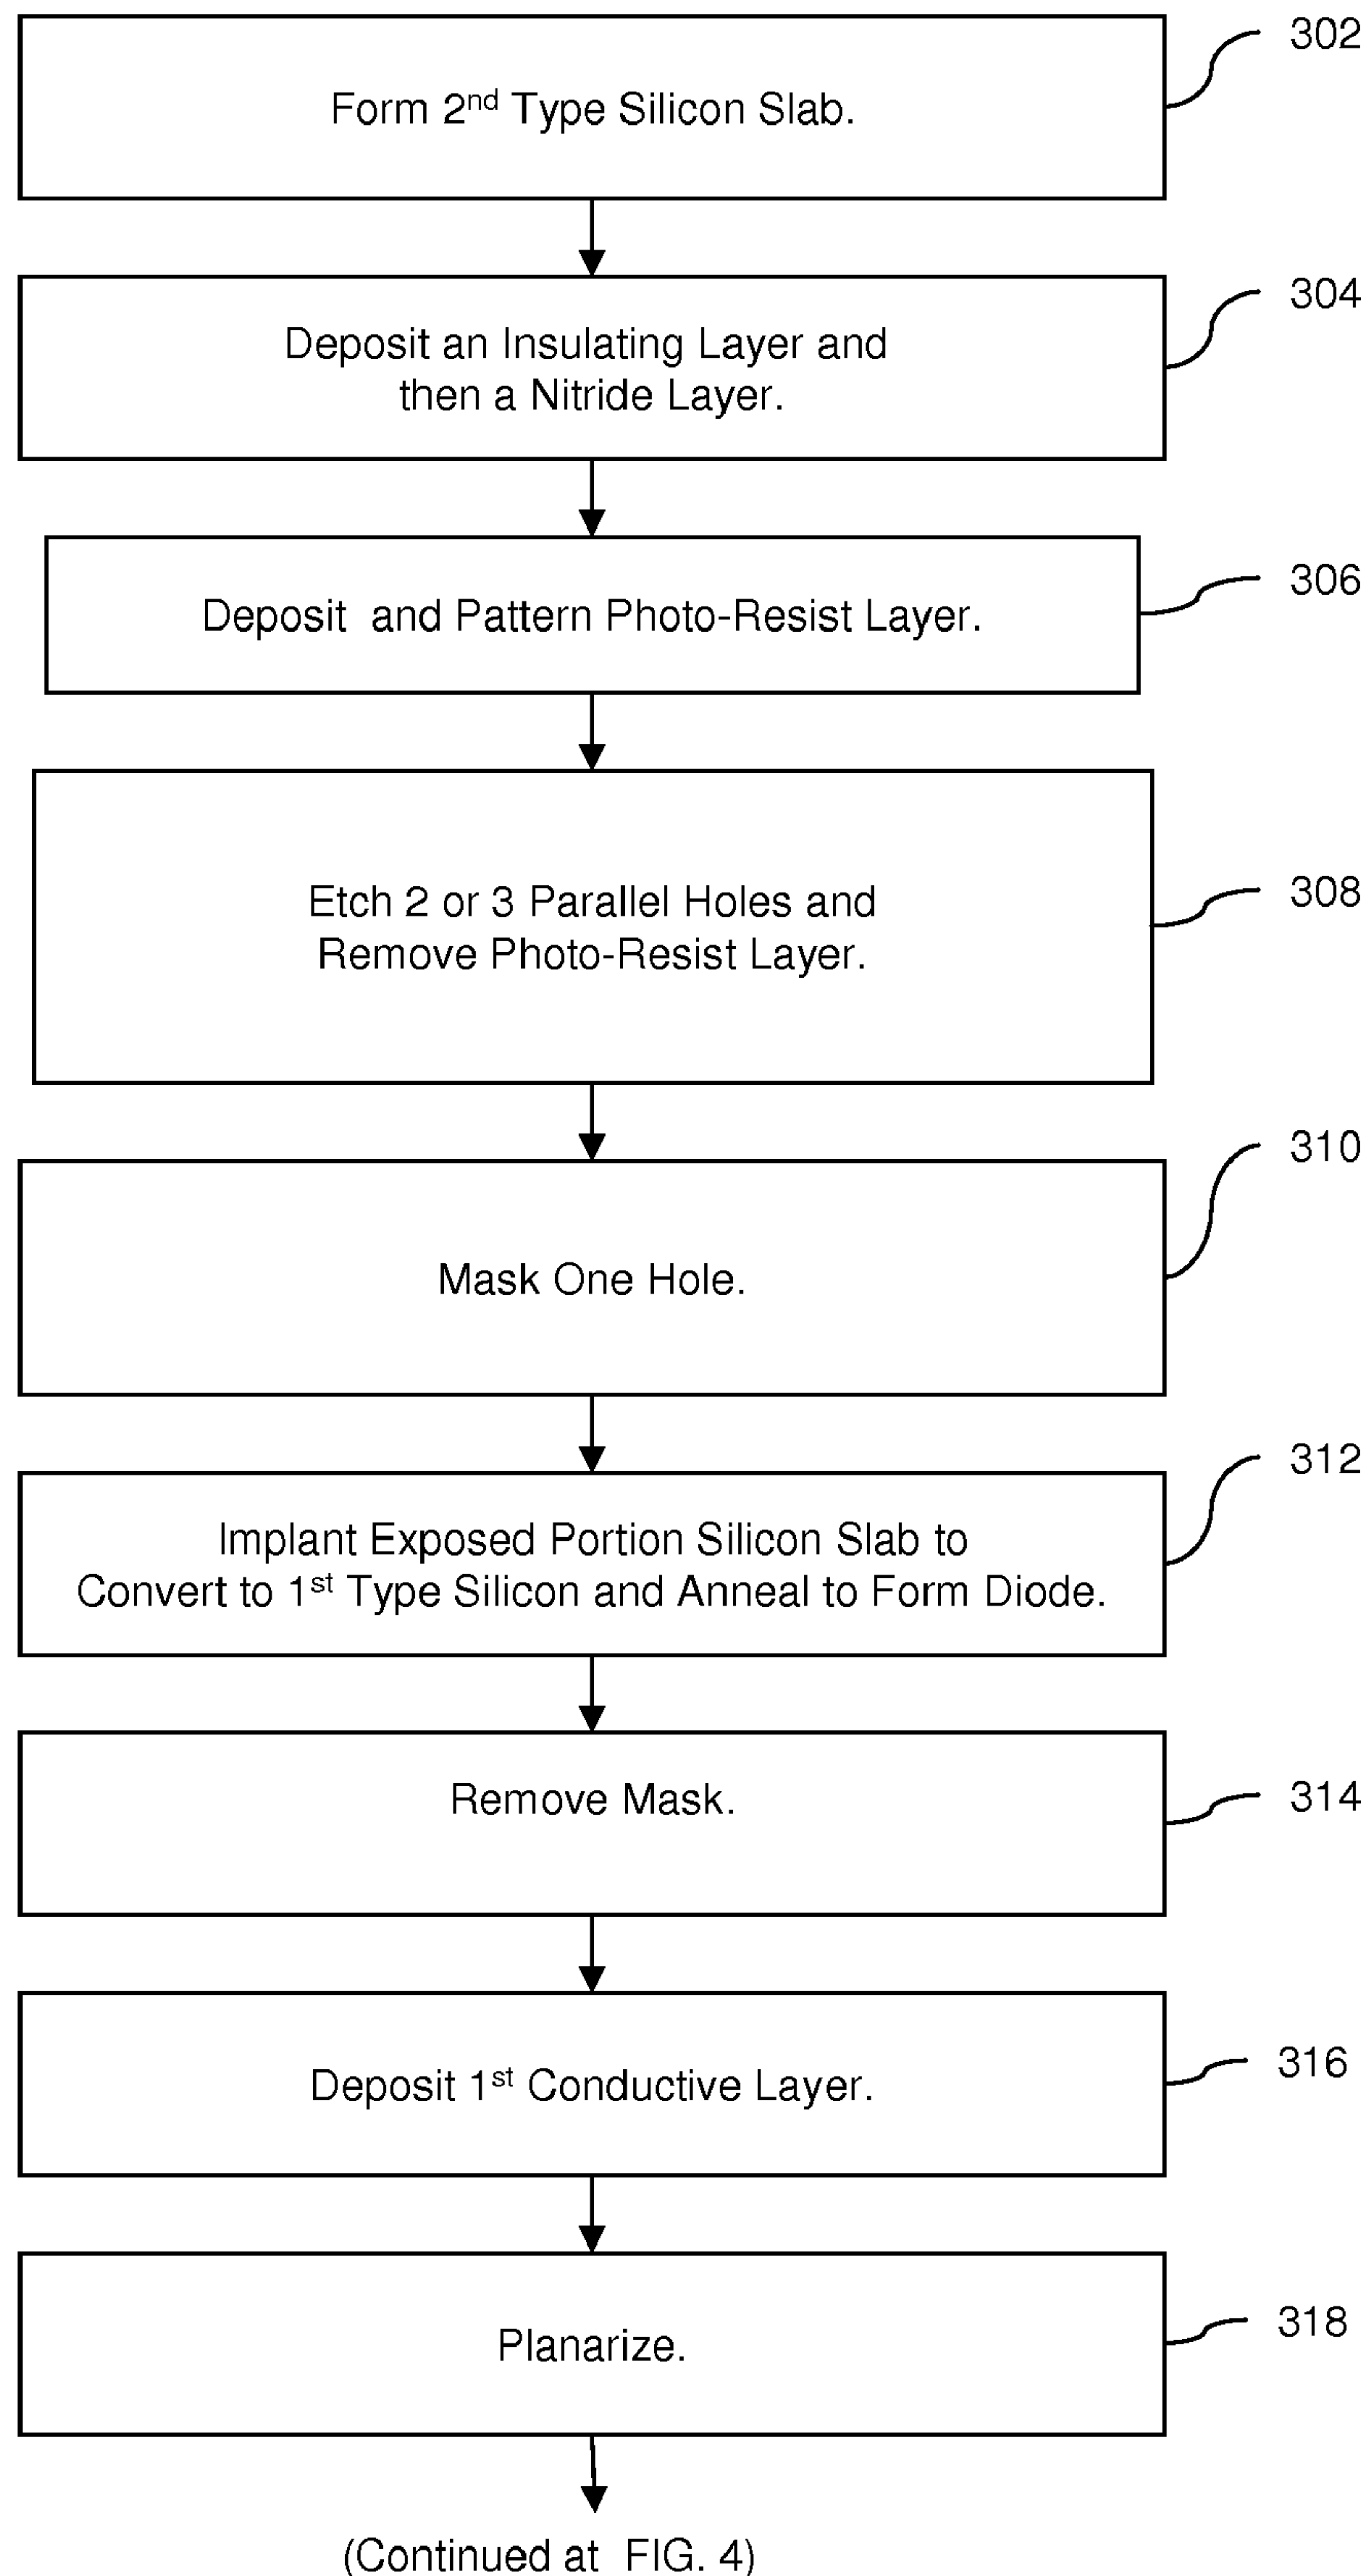 302
Form 2nd Type Silicon Slab.
304
Deposit an Insulating Layer and
then a Nitride Layer.
306
Deposit  and Pattern Photo-Resist Layer.
308
Etch 2 or 3 Parallel Holes and
Remove Photo-Resist Layer.
310
Mask One Hole.
312
Implant Exposed Portion Silicon Slab to
Convert to 1st Type Silicon and Anneal to Form Diode.
314
Remove Mask.
316
Deposit 1st Conductive Layer.
318
Planarize.
(Continued at  FIG. 4)